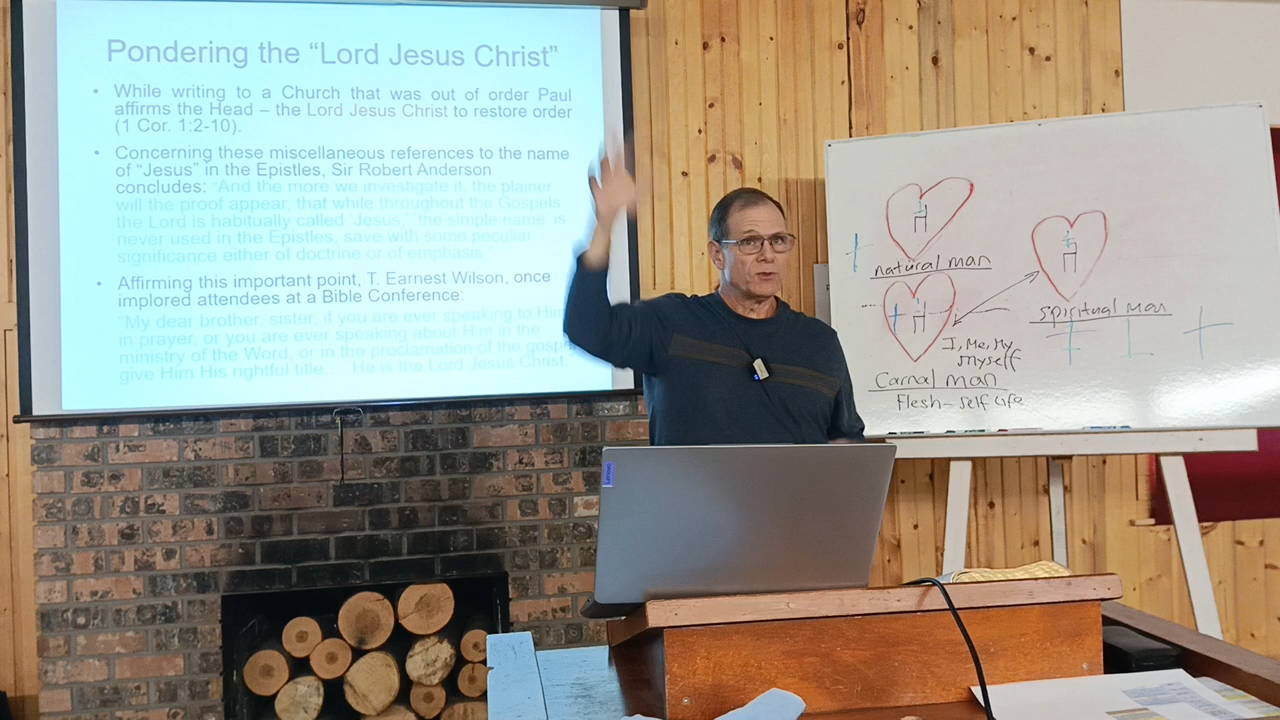 Pondering the “Lord Jesus Christ”
• While writing to a Church that was out of order Paul
affirms the Head – the Lord Jesus Christ to restore order
(1 Cor. 1:2-10).
• Concerning these miscellaneous references to the name
of “Jesus” in the Epistles, Sir Robert Anderson
concludes: “And the more we investigate it, the plainer
will the proof appear, that while throughout the Gospels
the Lord is habitually called ‘Jesus,’ ‘the simple name’ is
never used in the Epistles, save with some peculiar
significance either of doctrine or of emphasis.”
• Affirming this important point, T. Earnest Wilson, once
implored attendees at a Bible Conference:
“My dear brother, sister, if you are ever speaking to Him
in prayer, or you are ever speaking about Him in the
ministry of the Word, or in the proclamation of the gospel
give Him His rightful title... He is the Lord Jesus Christ.”
natural man
spiritual man
I, Me, My
Myself
Carnal man
Flesh-self life
Lenovo